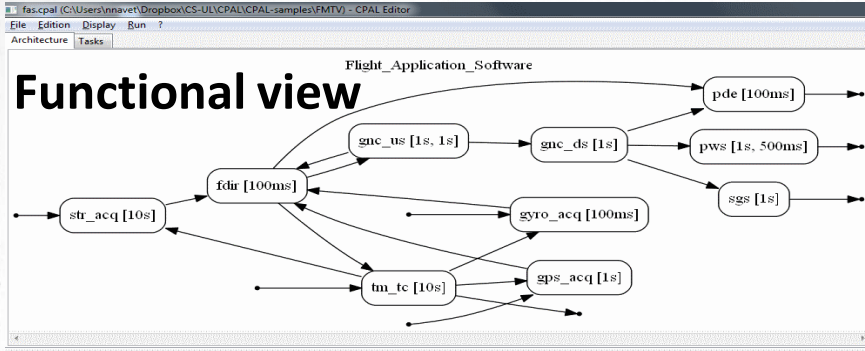 fas.cpal (C:\Users\nnavet\Dropbox\CS-UL\CPAL\CPAL-samples\FMTV) - CPAL Editor
File Edition Display Run ?
Architecture Tasks
Flight_Application_Software
Functional view
pde [100ms]
gnc_us [1s, 1s]
gnc_ds [1s]
pws [1s, 500ms]
fdir [100ms]
sgs [1s]
str_acq [10s]
gyro_acq [100ms]
gps_acq [1s]
tm_tc [10s]